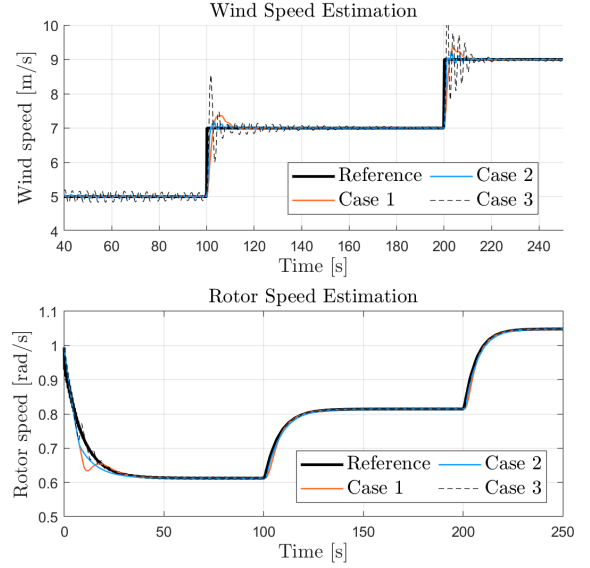 Wind Speed Estimation
Wind speed [m/s]
10
9
8
7
6
5
4
Reference
Case 2
Case 1
Case 3
40 60 80 100 120 140 160 180 200 220 240
Time [s]
Rotor Speed Estimation
Rotor speed [rad/s]
1.1
1
0.9
0.8
0.7
0.6
0.5
Reference
Case 2
Case 1
Case 3
0 50 100 150 200 250
Time [s]